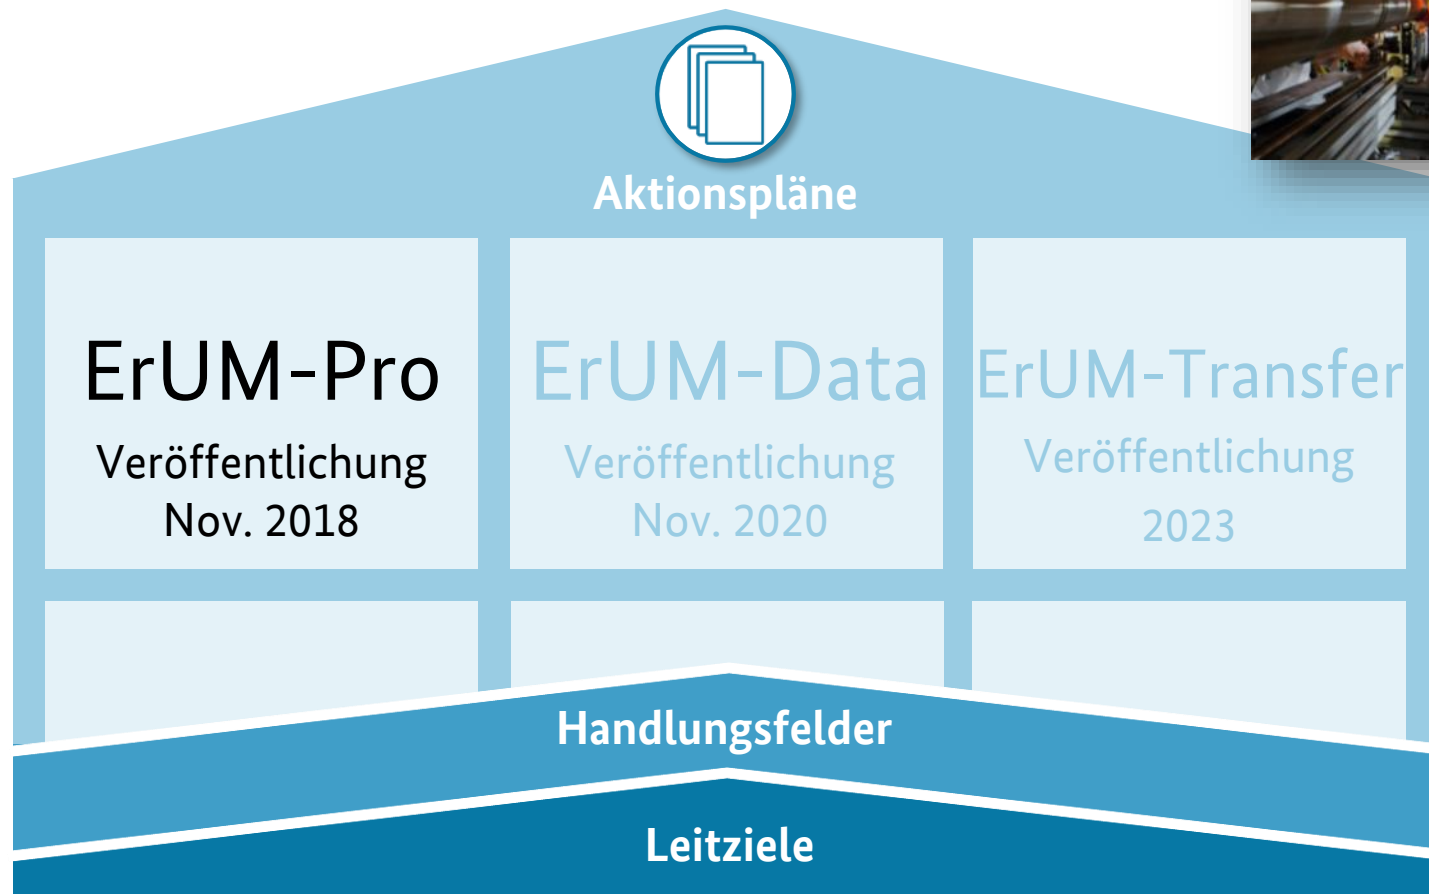 Aktionspläne
ErUM-Pro
Veröffentlichung
Nov. 2018
ErUM-Data
Veröffentlichung
Nov. 2020
ErUM-Transfer
Veröffentlichung
2023
Handlungsfelder
Leitziele